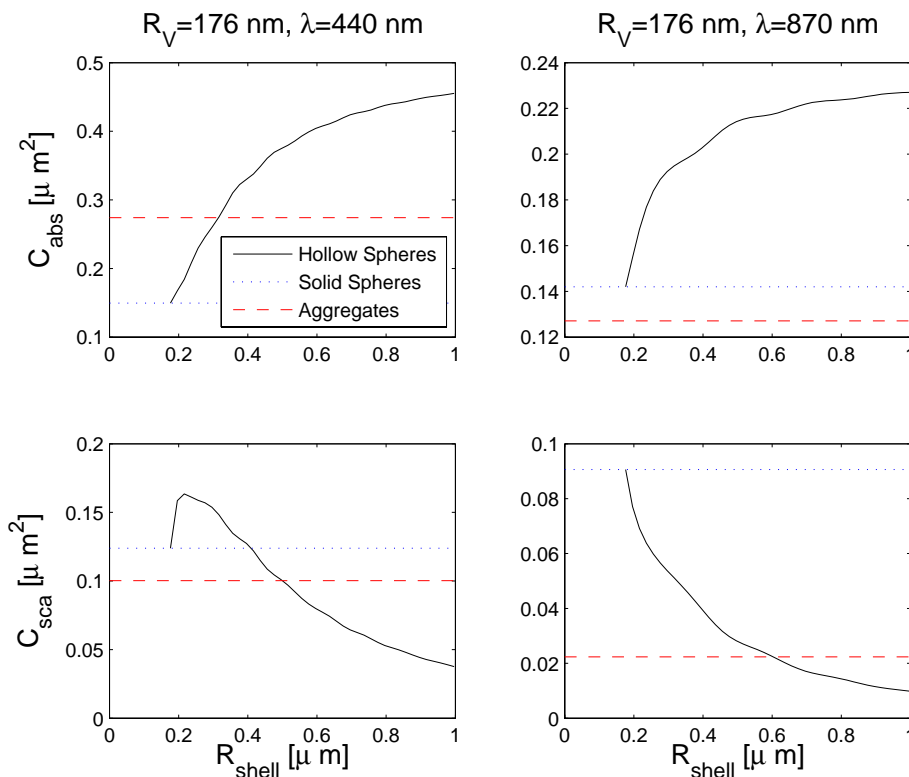 R_V=176 nm, λ=440 nm
R_V=176 nm, λ=870 nm
C_abs [μ m²]
0.5
0.4
0.3
0.2
0.1
0 0.2 0.4 0.6 0.8 1
Hollow Spheres
Solid Spheres
Aggregates
0.24
0.22
0.2
0.18
0.16
0.14
0.12
0 0.2 0.4 0.6 0.8 1
C_sca [μ m²]
0.2
0.15
0.1
0.05
0
0 0.2 0.4 0.6 0.8 1
R_shell [μ m]
0.1
0.08
0.06
0.04
0.02
0
0 0.2 0.4 0.6 0.8 1
R_shell [μ m]